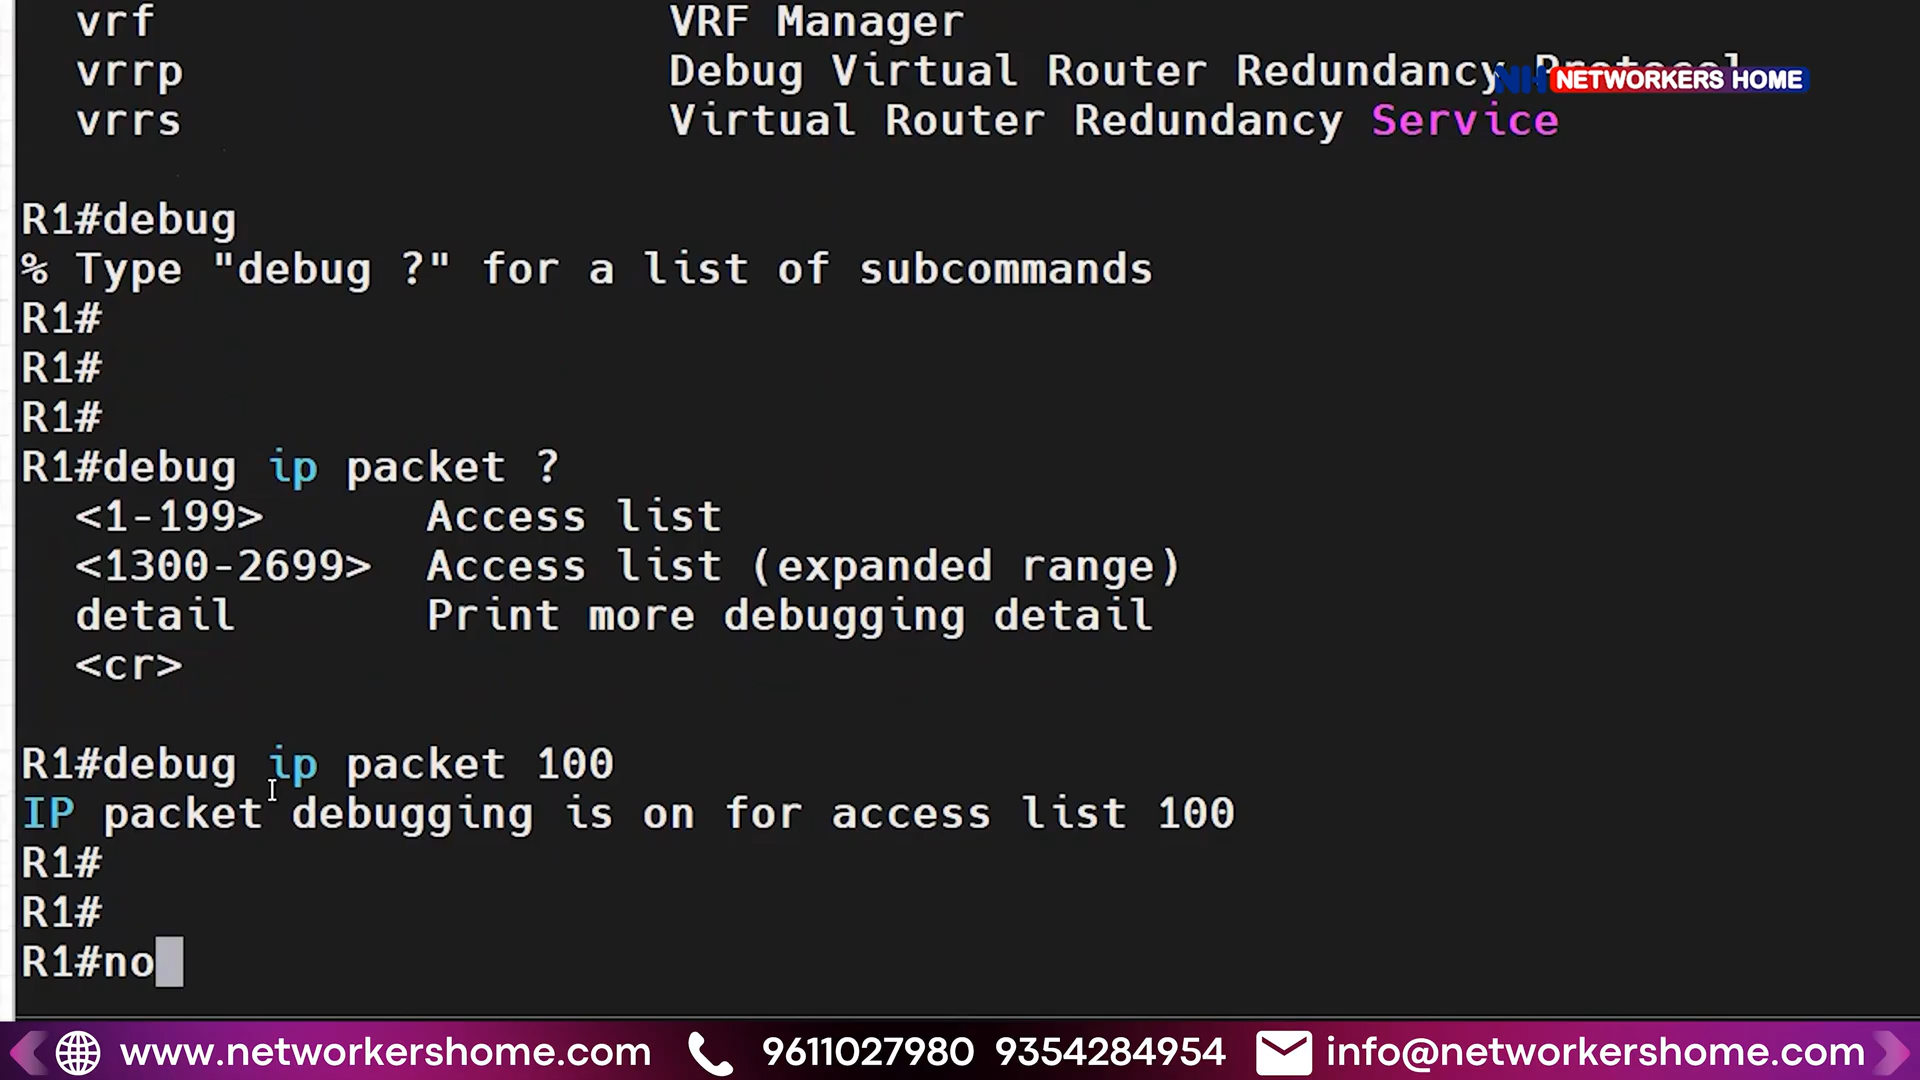 vrf VRF Manager
vrrp Debug Virtual Router Redundancy Protocol
NH NETWORKERS HOME
vrrs Virtual Router Redundancy Service
R1#debug
% Type "debug ?" for a list of subcommands
R1#
R1#
R1#
R1#debug ip packet ?
<1-199> Access list
<1300-2699> Access list (expanded range)
detail Print more debugging detail
<cr>
R1#debug ip packet 100
IP packet debugging is on for access list 100
R1#
R1#
R1#no
www.networkershome.com 9611027980 9354284954 info@networkershome.com